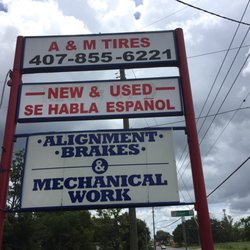 A & M TIRES
407-855-6221
NEW & USED
SE HABLA ESPAÑOL
ALIGNMENT
BRAKES
&
MECHANICAL
WORK